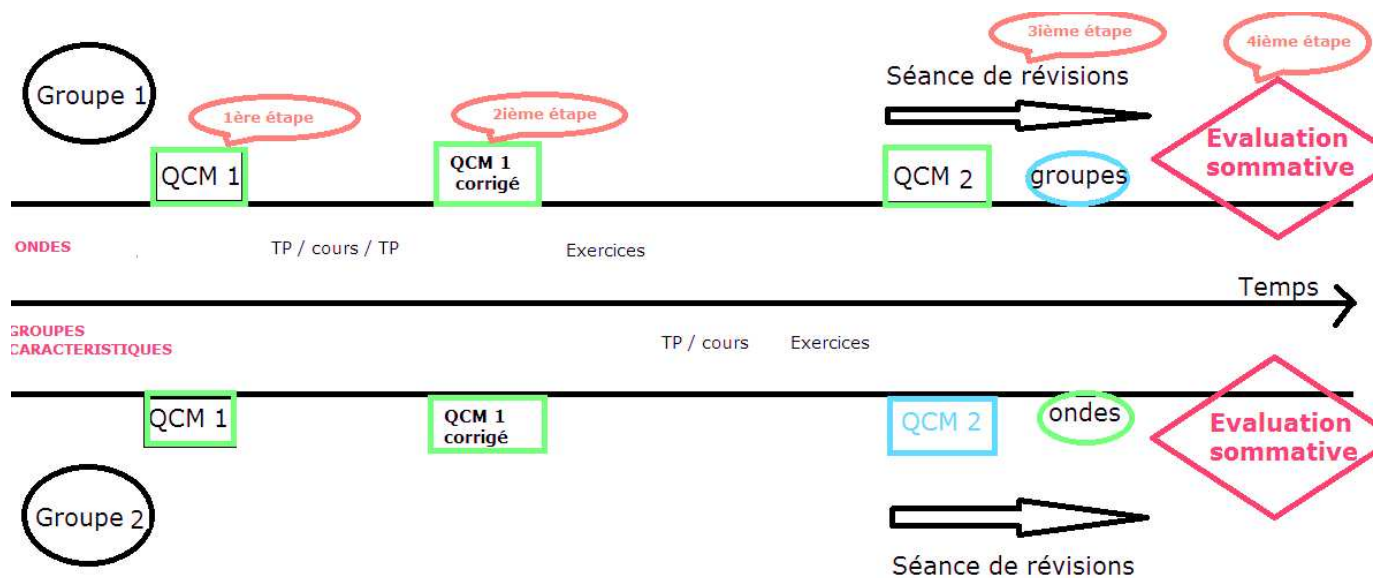 3ième étape
4ième étape
Séance de révisions
Groupe 1
1ère étape
2ième étape
QCM 1
QCM 1
corrigé
QCM 2
groupes
Evaluation
sommative
ONDES
TP / cours / TP
Exercices
Temps
GROUPES
CARACTERISTIQUES
TP / cours
Exercices
QCM 1
QCM 1
corrigé
QCM 2
ondes
Evaluation
sommative
Groupe 2
Séance de révisions